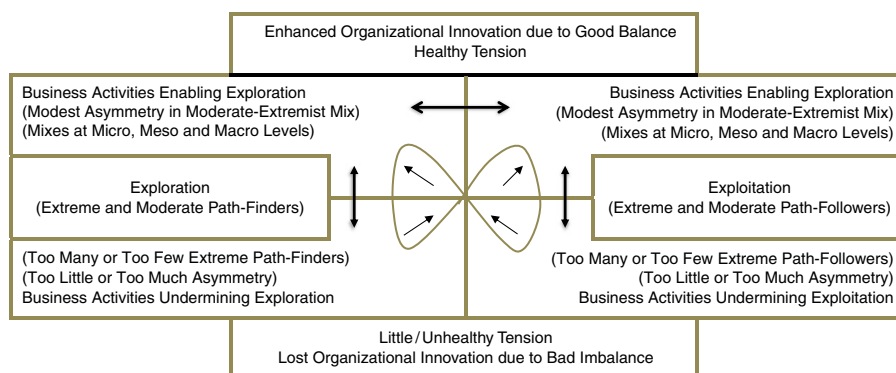 Enhanced Organizational Innovation due to Good Balance
Healthy Tension
Business Activities Enabling Exploration
(Modest Asymmetry in Moderate-Extremist Mix)
(Mixes at Micro, Meso and Macro Levels)
Business Activities Enabling Exploration
(Modest Asymmetry in Moderate-Extremist Mix)
(Mixes at Micro, Meso and Macro Levels)
Exploration
(Extreme and Moderate Path-Finders)
Exploitation
(Extreme and Moderate Path-Followers)
(Too Many or Too Few Extreme Path-Finders)
(Too Little or Too Much Asymmetry)
Business Activities Undermining Exploration
(Too Many or Too Few Extreme Path-Followers)
(Too Little or Too Much Asymmetry)
Business Activities Undermining Exploitation
Little/Unhealthy Tension
Lost Organizational Innovation due to Bad Imbalance